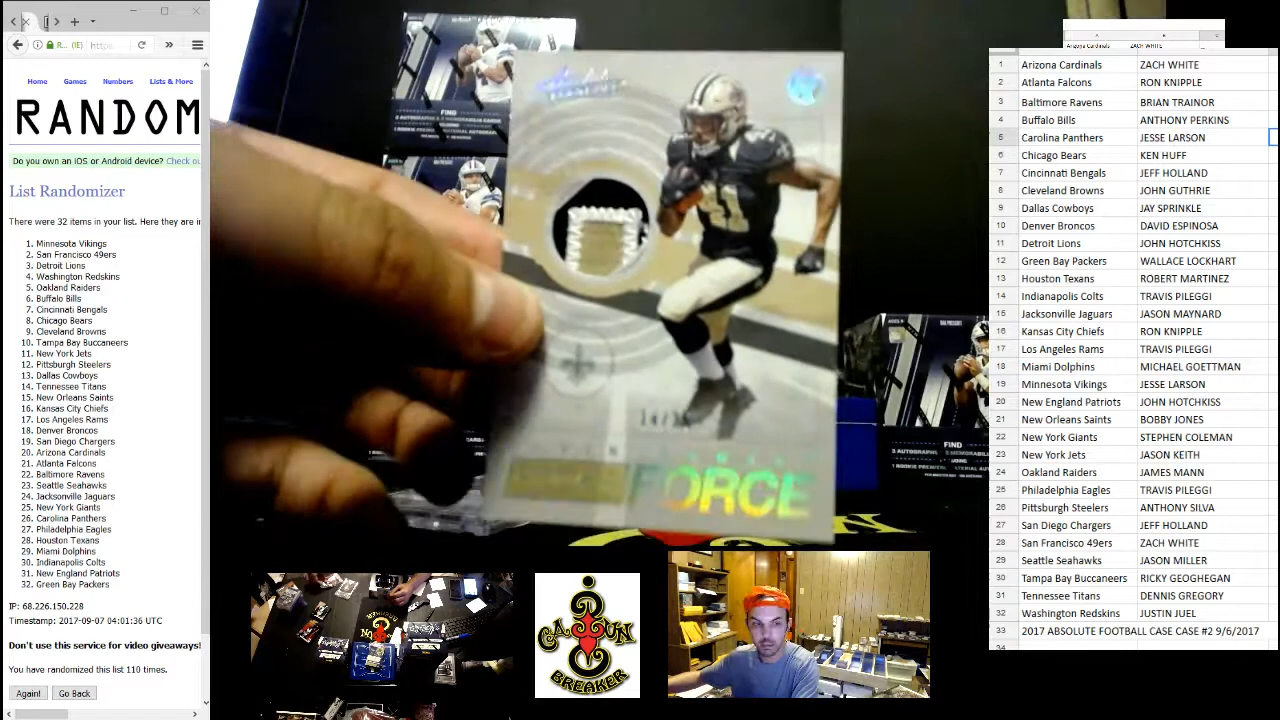 R... (IE)
https:
Home Games Numbers Lists & More
RANDOM
Do you own an iOS or Android device? Check ou
List Randomizer
There were 32 items in your list. Here they are i
1. Minnesota Vikings
2. San Francisco 49ers
3. Detroit Lions
4. Washington Redskins
5. Oakland Raiders
6. Buffalo Bills
7. Cincinnati Bengals
8. Chicago Bears
9. Cleveland Browns
10. Tampa Bay Buccaneers
11. New York Jets
12. Pittsburgh Steelers
13. Dallas Cowboys
14. Tennessee Titans
15. New Orleans Saints
16. Kansas City Chiefs
17. Los Angeles Rams
18. Denver Broncos
19. San Diego Chargers
20. Arizona Cardinals
21. Atlanta Falcons
22. Baltimore Ravens
23. Seattle Seahawks
24. Jacksonville Jaguars
25. New York Giants
26. Carolina Panthers
27. Philadelphia Eagles
28. Houston Texans
29. Miami Dolphins
30. Indianapolis Colts
31. New England Patriots
32. Green Bay Packers
IP: 68.226.150.228
Timestamp: 2017-09-07 04:01:36 UTC
Don't use this service for video giveaways!
You have randomized this list 110 times.
Again! Go Back
FIND
41
FORCE
FIND
CAJUN
BREAKER
Arizona Cardinals ZACH WHITE
1 Arizona Cardinals ZACH WHITE
2 Atlanta Falcons RON KNIPPLE
3 Baltimore Ravens BRIAN TRAINOR
4 Buffalo Bills ANTHONY PERKINS
5 Carolina Panthers JESSE LARSON
6 Chicago Bears KEN HUFF
7 Cincinnati Bengals JEFF HOLLAND
8 Cleveland Browns JOHN GUTHRIE
9 Dallas Cowboys JAY SPRINKLE
10 Denver Broncos DAVID ESPINOSA
11 Detroit Lions JOHN HOTCHKISS
12 Green Bay Packers WALLACE LOCKHART
13 Houston Texans ROBERT MARTINEZ
14 Indianapolis Colts TRAVIS PILEGGI
15 Jacksonville Jaguars JASON MAYNARD
16 Kansas City Chiefs RON KNIPPLE
17 Los Angeles Rams TRAVIS PILEGGI
18 Miami Dolphins MICHAEL GOETTMAN
19 Minnesota Vikings JESSE LARSON
20 New England Patriots JOHN HOTCHKISS
21 New Orleans Saints BOBBY JONES
22 New York Giants STEPHEN COLEMAN
23 New York Jets JASON KEITH
24 Oakland Raiders JAMES MANN
25 Philadelphia Eagles TRAVIS PILEGGI
26 Pittsburgh Steelers ANTHONY SILVA
27 San Diego Chargers JEFF HOLLAND
28 San Francisco 49ers ZACH WHITE
29 Seattle Seahawks JASON MILLER
30 Tampa Bay Buccaneers RICKY GEOGHEGAN
31 Tennessee Titans DENNIS GREGORY
32 Washington Redskins JUSTIN JUEL
33 2017 ABSOLUTE FOOTBALL CASE CASE #2 9/6/2017
34